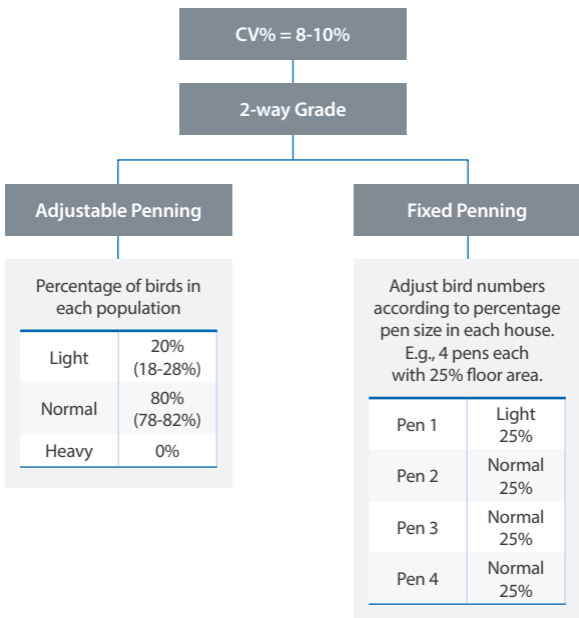 CV% = 8-10%
2-way Grade
Adjustable Penning
Percentage of birds in
each population
Light
20%
(18-28%)
Normal
80%
(78-82%)
Heavy
0%
Fixed Penning
Adjust bird numbers
according to percentage
pen size in each house.
E.g., 4 pens each
with 25% floor area.
Pen 1
Light
25%
Pen 2
Normal
25%
Pen 3
Normal
25%
Pen 4
Normal
25%